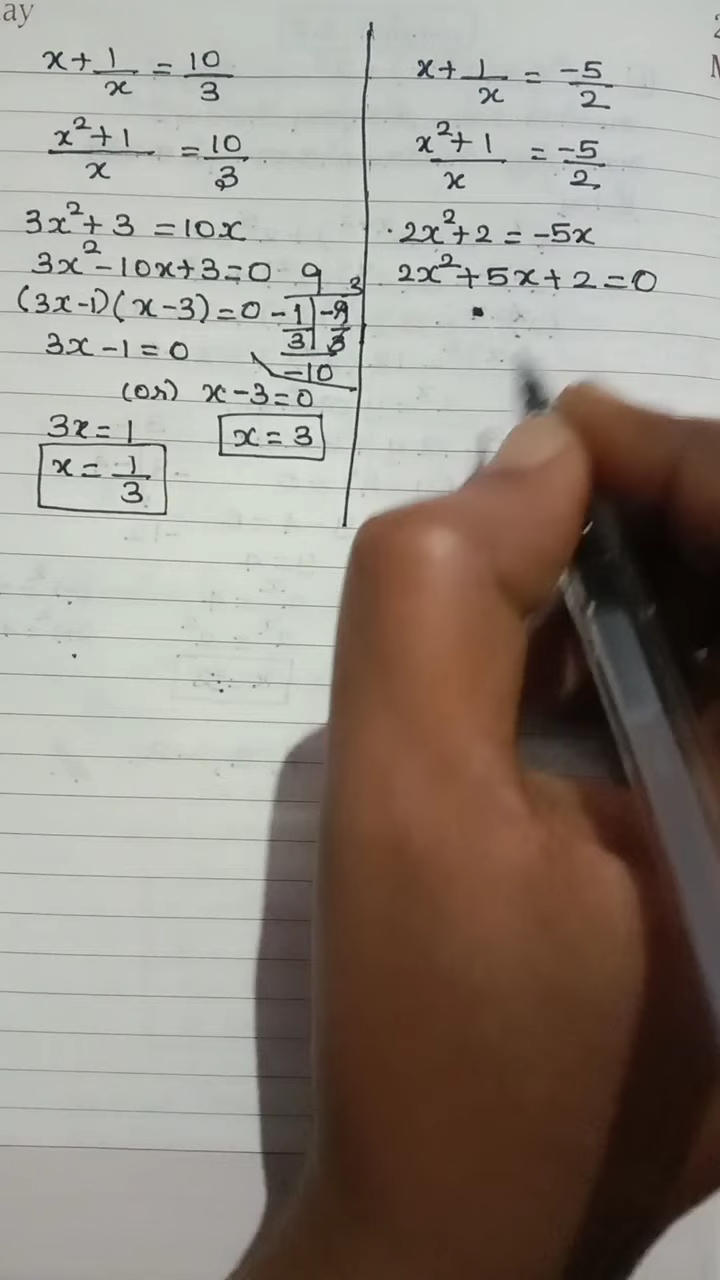 ay
x + 1/x = 10/3
x² + 1/x = 10/3
3x² + 3 = 10x
3x² - 10x + 3 = 0
(3x-1)(x-3) = 0
3x - 1 = 0
(or) x - 3 = 0
3x = 1
x = 3
x = 1/3
9
3
-1/3 | -9/3
-10
x + 1/x = -5/2
x² + 1/x = -5/2
2x² + 2 = -5x
2x² + 5x + 2 = 0